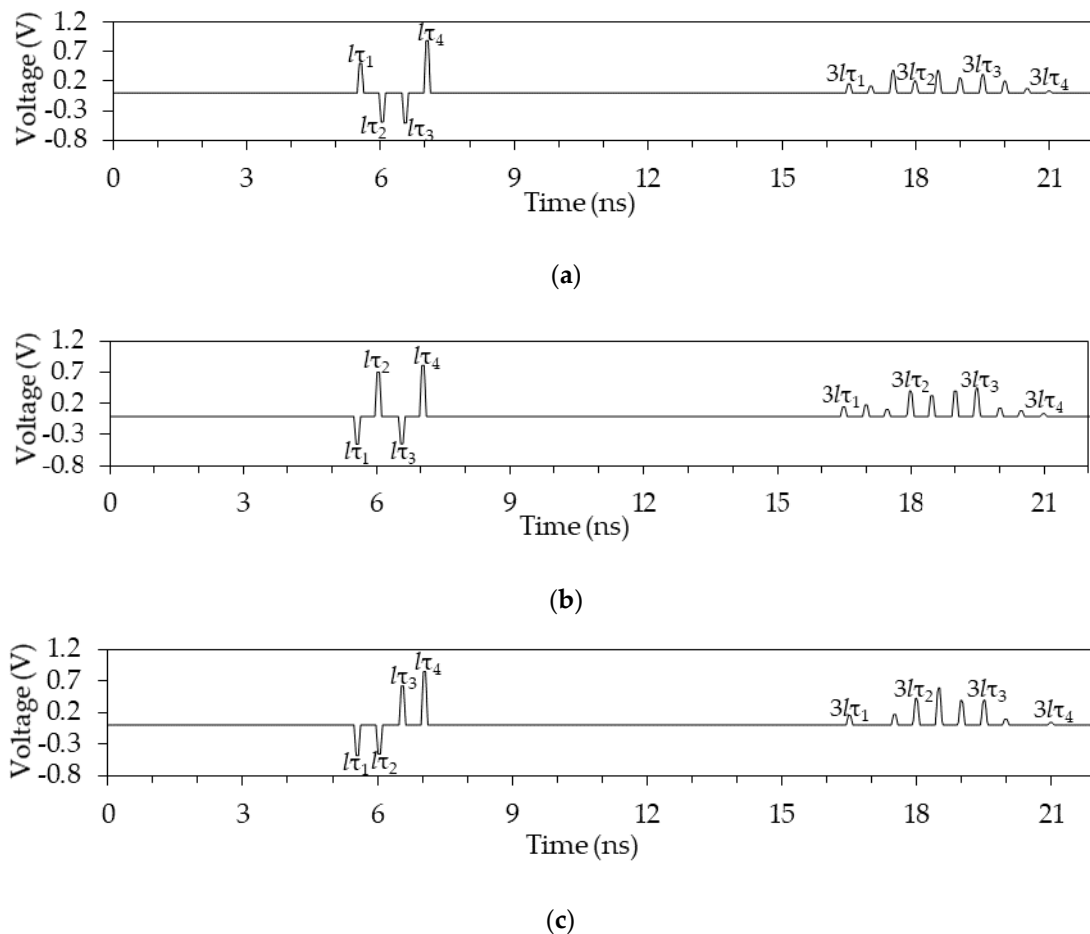 1.2
0.7
0.2
-0.3
-0.8
Voltage (V)
lτ₁
lτ₂
lτ₃
lτ₄
3lτ₁
3lτ₂
3lτ₃
3lτ₄
0 3 6 9 12 15 18 21
Time (ns)
(a)
1.2
0.7
0.2
-0.3
-0.8
Voltage (V)
lτ₁
lτ₂
lτ₃
lτ₄
3lτ₁
3lτ₂
3lτ₃
3lτ₄
0 3 6 9 12 15 18 21
Time (ns)
(b)
1.2
0.7
0.2
-0.3
-0.8
Voltage (V)
lτ₁
lτ₂
lτ₃
lτ₄
3lτ₁
3lτ₂
3lτ₃
3lτ₄
0 3 6 9 12 15 18 21
Time (ns)
(c)